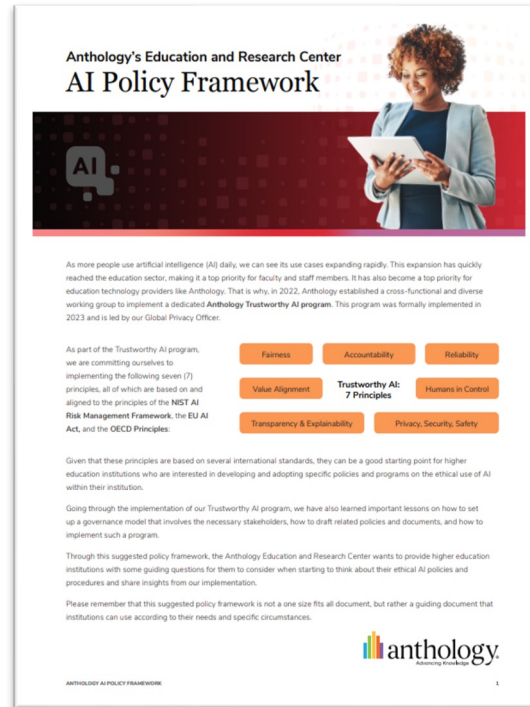 Anthology's Education and Research Center
AI Policy Framework
AI
As more people use artificial intelligence (AI) daily, we can see its use cases expanding rapidly. This expansion has quickly
reached the education sector, making it a top priority for faculty and staff members. It has also become a top priority for
education technology providers like Anthology. That is why, in 2022, Anthology established a cross-functional and diverse
working group to implement a dedicated Anthology Trustworthy AI program. This program was formally implemented in
2023 and is led by our Global Privacy Officer.
As part of the Trustworthy AI program,
we are committing ourselves to
implementing the following seven (7)
principles, all of which are based on and
aligned to the principles of the NIST AI
Risk Management Framework, the EU AI
Act, and the OECD Principles:
Fairness
Accountability
Reliability
Value Alignment
Trustworthy AI:
7 Principles
Humans in Control
Transparency & Explainability
Privacy, Security, Safety
Given that these principles are based on several international standards, they can be a good starting point for higher
education institutions who are interested in developing and adopting specific policies and programs on the ethical use of AI
within their institution.
Going through the implementation of our Trustworthy AI program, we have also learned important lessons on how to set
up a governance model that involves the necessary stakeholders, how to draft related policies and documents, and how to
implement such a program.
Through this suggested policy framework, the Anthology Education and Research Center wants to provide higher education
institutions with some guiding questions for them to consider when starting to think about their ethical AI policies and
procedures and share insights from our implementation.
Please remember that this suggested policy framework is not a one size fits all document, but rather a guiding document that
institutions can use according to their needs and specific circumstances.
anthology
Advancing Knowledge
ANTHOLOGY AI POLICY FRAMEWORK
1